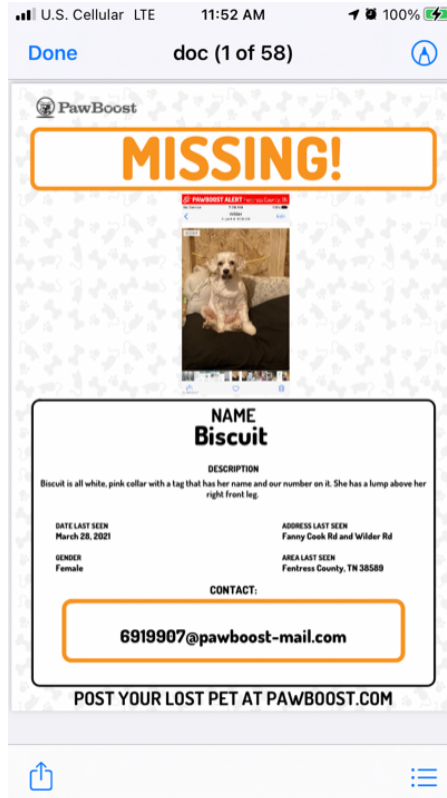 U.S. Cellular LTE 11:52 AM 100%
Done doc (1 of 58)
PawBoost
MISSING!
PAWBOOST ALERT
NAME
Biscuit
DESCRIPTION
Biscuit is all white, pink collar with a tag that has her name and our number on it. She has a lump above her
right front leg.
DATE LAST SEEN
March 28, 2021
ADDRESS LAST SEEN
Fanny Cook Rd and Wilder Rd
GENDER
Female
AREA LAST SEEN
Fentress County, TN 38589
CONTACT:
6919907@pawboost-mail.com
POST YOUR LOST PET AT PAWBOOST.COM